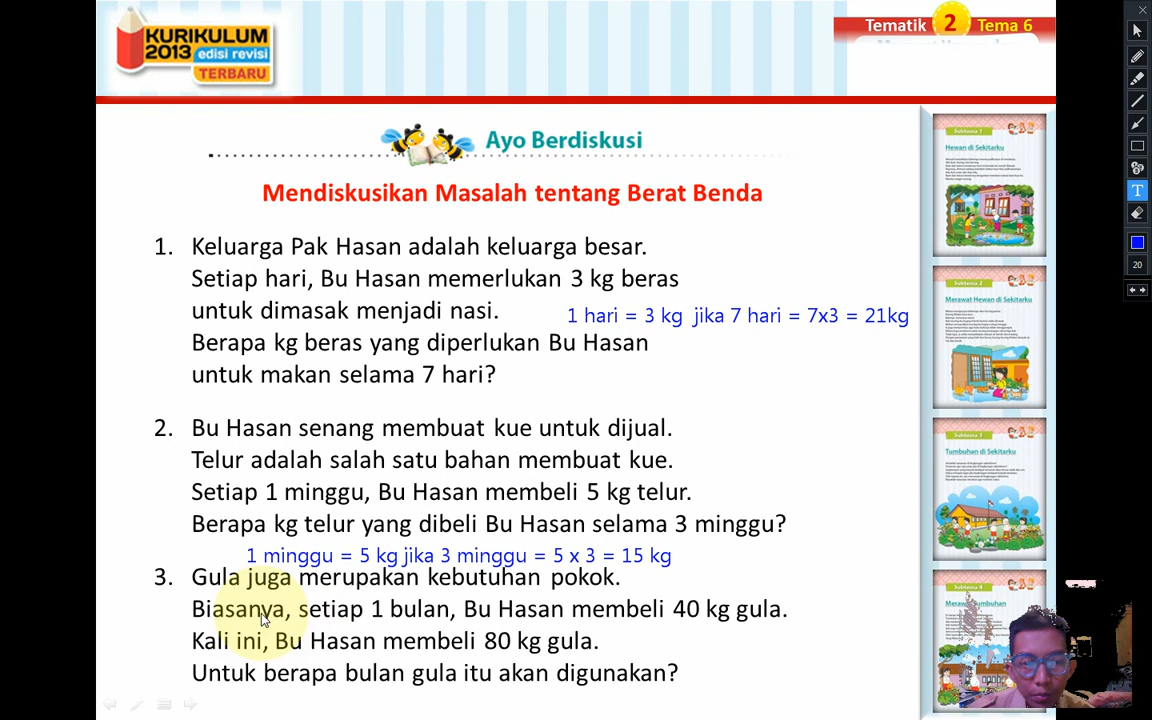 KURIKULUM
2013 edisi revisi
TERBARU
Tematik 2 Tema 6
Ayo Berdiskusi
Mendiskusikan Masalah tentang Berat Benda
1. Keluarga Pak Hasan adalah keluarga besar.
Setiap hari, Bu Hasan memerlukan 3 kg beras
untuk dimasak menjadi nasi.
1 hari = 3 kg jika 7 hari = 7x3 = 21kg
Berapa kg beras yang diperlukan Bu Hasan
untuk makan selama 7 hari?
2. Bu Hasan senang membuat kue untuk dijual.
Telur adalah salah satu bahan membuat kue.
Setiap 1 minggu, Bu Hasan membeli 5 kg telur.
Berapa kg telur yang dibeli Bu Hasan selama 3 minggu?
1 minggu = 5 kg jika 3 minggu = 5 x 3 = 15 kg
3. Gula juga merupakan kebutuhan pokok.
Biasanya, setiap 1 bulan, Bu Hasan membeli 40 kg gula.
Kali ini, Bu Hasan membeli 80 kg gula.
Untuk berapa bulan gula itu akan digunakan?
Subtema 1
Hewan di Sekitarku
Subtema 2
Merawat Hewan di Sekitarku
Subtema 3
Tumbuhan di Sekitarku
Subtema 4
T
20